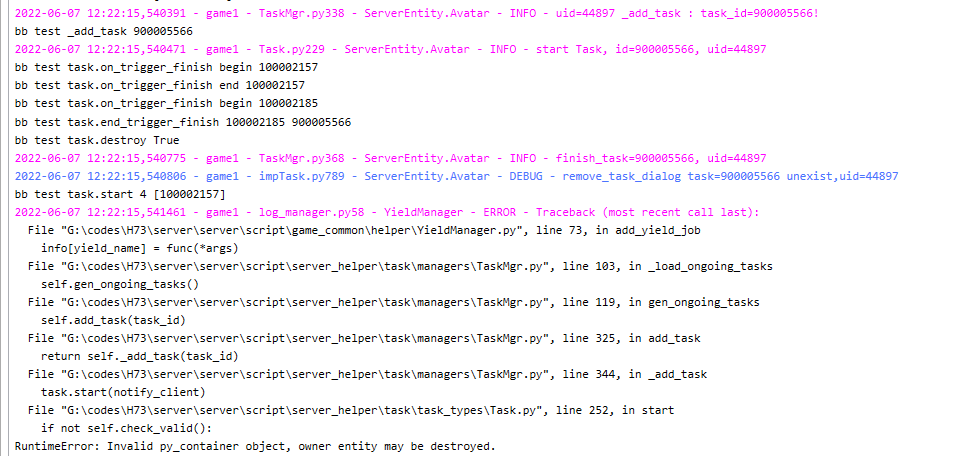 2022-06-07 12:22:15,540391 - game1 - TaskMgr.py338 - ServerEntity.Avatar - INFO - uid=44897 _add_task : task_id=900005566!
bb test _add_task 900005566
2022-06-07 12:22:15,540471 - game1 - Task.py229 - ServerEntity.Avatar - INFO - start Task, id=900005566, uid=44897
bb test task.on_trigger_finish begin 100002157
bb test task.on_trigger_finish end 100002157
bb test task.on_trigger_finish begin 100002185
bb test task.end_trigger_finish 100002185 900005566
bb test task.destroy True
2022-06-07 12:22:15,540775 - game1 - TaskMgr.py368 - ServerEntity.Avatar - INFO - finish_task=900005566, uid=44897
2022-06-07 12:22:15,540806 - game1 - impTask.py789 - ServerEntity.Avatar - DEBUG - remove_task_dialog task=900005566 unexist,uid=44897
bb test task.start 4 [100002157]
2022-06-07 12:22:15,541461 - game1 - log_manager.py58 - YieldManager - ERROR - Traceback (most recent call last):
  File "G:\codes\H73\server\server\script\game_common\helper\YieldManager.py", line 73, in add_yield_job
    info[yield_name] = func(*args)
  File "G:\codes\H73\server\server\script\server_helper\task\managers\TaskMgr.py", line 103, in _load_ongoing_tasks
    self.gen_ongoing_tasks()
  File "G:\codes\H73\server\server\script\server_helper\task\managers\TaskMgr.py", line 119, in gen_ongoing_tasks
    self.add_task(task_id)
  File "G:\codes\H73\server\server\script\server_helper\task\managers\TaskMgr.py", line 325, in add_task
    return self._add_task(task_id)
  File "G:\codes\H73\server\server\script\server_helper\task\managers\TaskMgr.py", line 344, in _add_task
    task.start(notify_client)
  File "G:\codes\H73\server\server\script\server_helper\task\task_types\Task.py", line 252, in start
    if not self.check_valid():
RuntimeError: Invalid py_container object, owner entity may be destroyed.